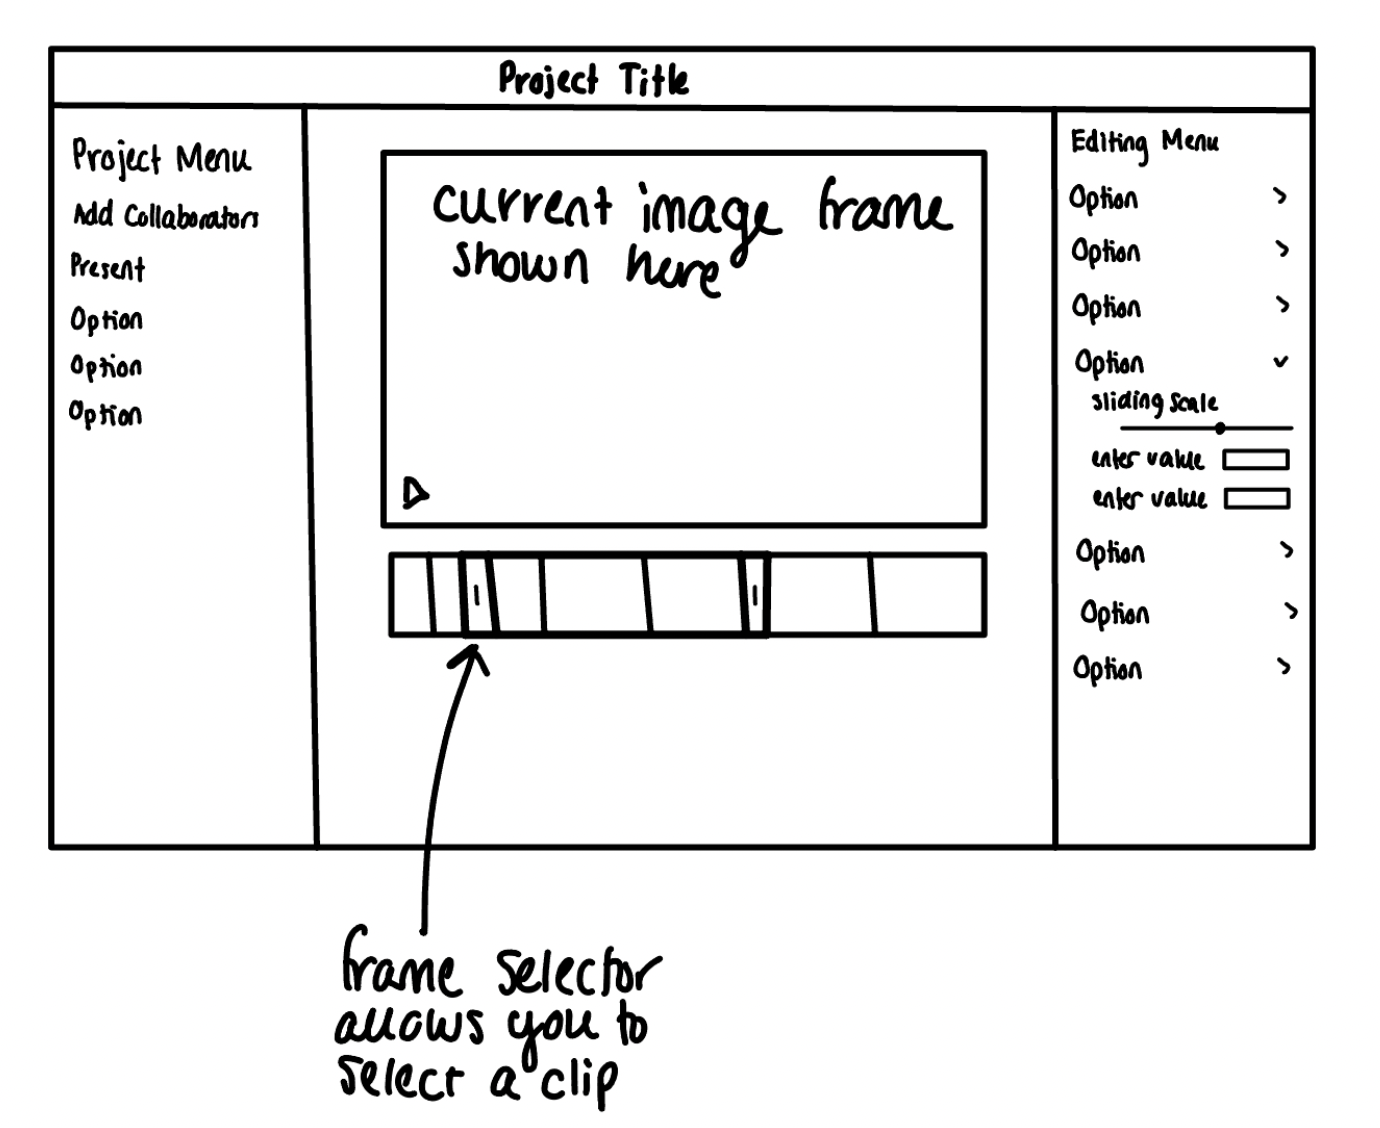 Project Title
Project Menu
Add Collaborators
Present
Option
Option
Option
current image frame
shown here
Editing Menu
Option
Option
Option
Option
sliding scale
enter value
enter value
Option
Option
Option
frame selector
allows you to
select a clip